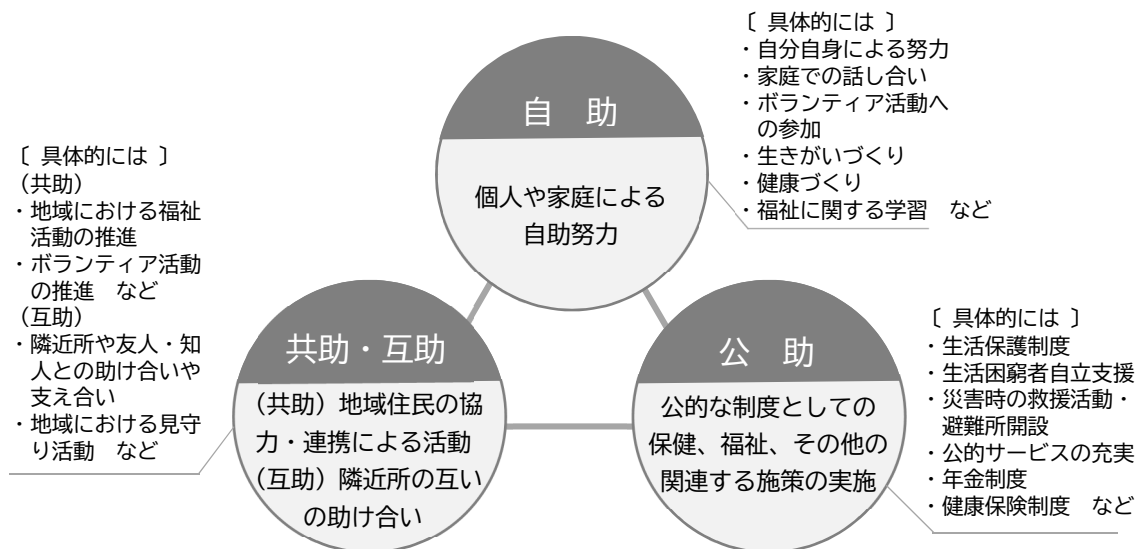 自　助
個人や家庭による
自助努力
〔 具体的には 〕
・自分自身による努力
・家庭での話し合い
・ボランティア活動へ
の参加
・生きがいづくり
・健康づくり
・福祉に関する学習　など
〔 具体的には 〕
（共助）
・地域における福祉
活動の推進
・ボランティア活動
の推進　など
（互助）
・隣近所や友人・知
人との助け合いや
支え合い
・地域における見守
り活動　など
共助・互助
（共助）地域住民の協
力・連携による活動
（互助）隣近所の互い
の助け合い
公　助
公的な制度としての
保健、福祉、その他の
関連する施策の実施
〔 具体的には 〕
・生活保護制度
・生活困窮者自立支援
・災害時の救援活動・
避難所開設
・公的サービスの充実
・年金制度
・健康保険制度　など